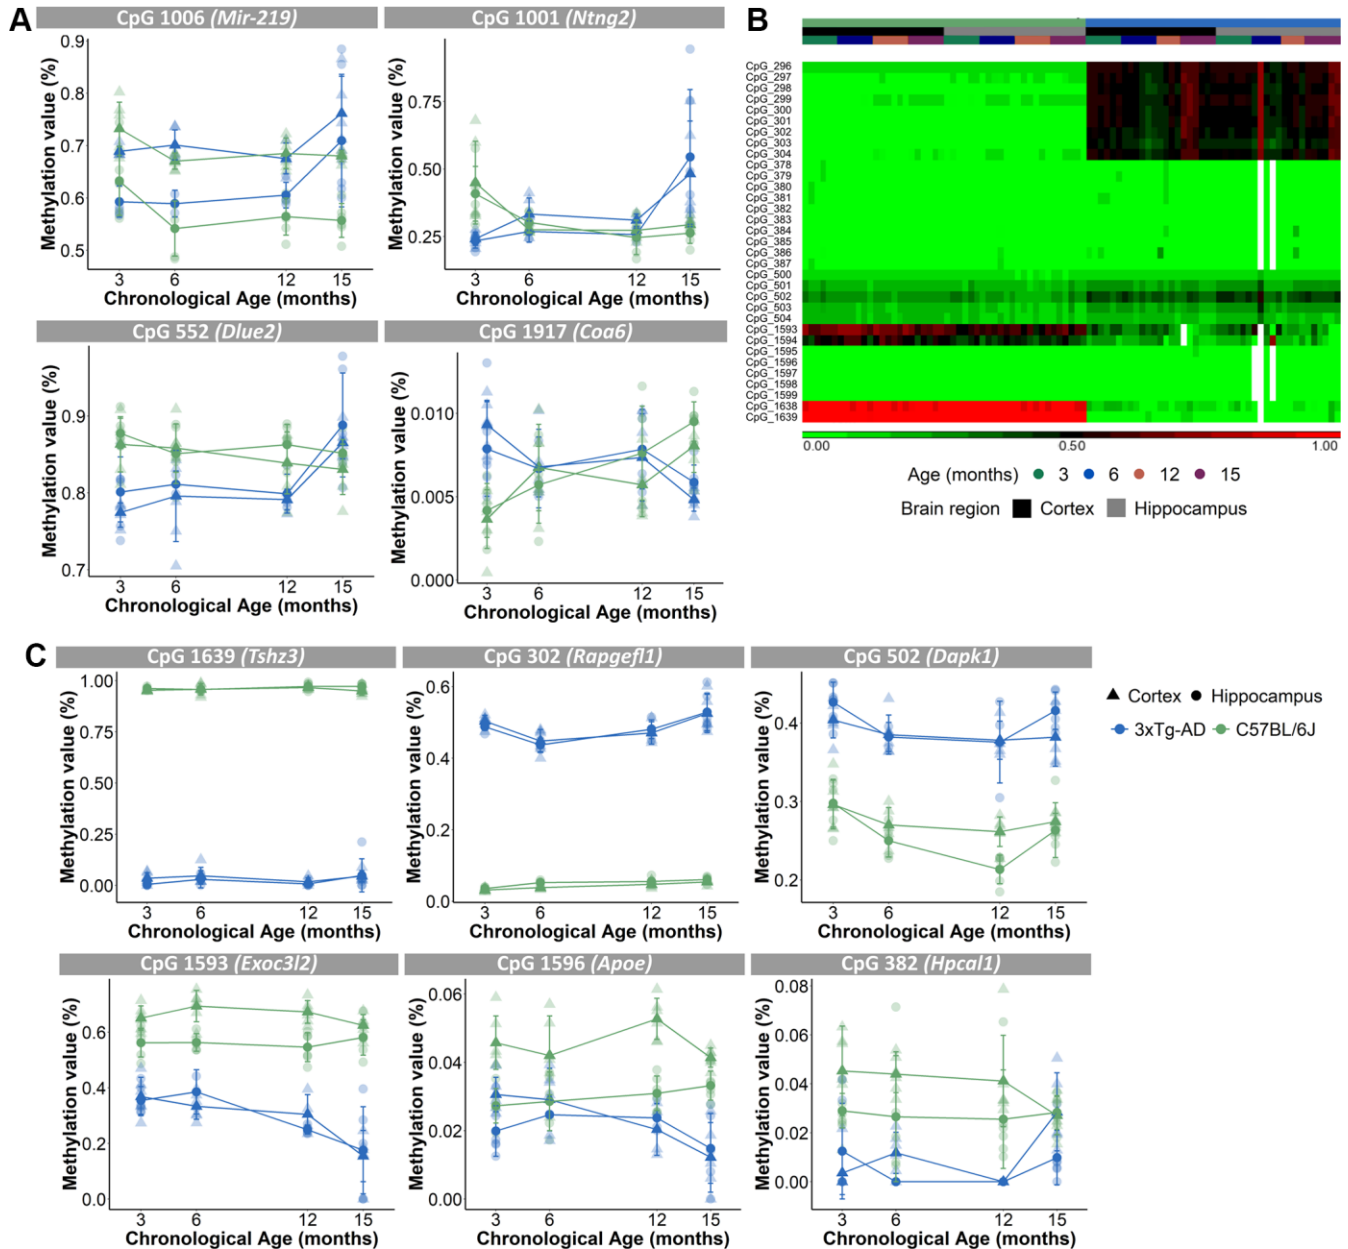 A
CpG 1006 (Mir-219)
Methylation value (%)
0.9
0.8
0.7
0.6
0.5
3 6 12 15
Chronological Age (months)
CpG 1001 (Ntng2)
Methylation value (%)
0.75
0.50
0.25
3 6 12 15
Chronological Age (months)
CpG 552 (Dlue2)
Methylation value (%)
0.9
0.8
0.7
3 6 12 15
Chronological Age (months)
CpG 1917 (Coa6)
Methylation value (%)
0.010
0.005
0.000
3 6 12 15
Chronological Age (months)
B
CpG_296
CpG_297
CpG_298
CpG_299
CpG_300
CpG_301
CpG_302
CpG_303
CpG_304
CpG_378
CpG_379
CpG_380
CpG_381
CpG_382
CpG_383
CpG_384
CpG_385
CpG_386
CpG_387
CpG_500
CpG_501
CpG_502
CpG_503
CpG_504
CpG_1593
CpG_1594
CpG_1595
CpG_1596
CpG_1597
CpG_1598
CpG_1599
CpG_1638
CpG_1639
0.00 0.50 1.00
Age (months) 3 6 12 15
Brain region Cortex Hippocampus
C
CpG 1639 (Tshz3)
Methylation value (%)
1.00
0.75
0.50
0.25
0.00
3 6 12 15
Chronological Age (months)
CpG 302 (Rapgefl1)
Methylation value (%)
0.6
0.4
0.2
0.0
3 6 12 15
Chronological Age (months)
CpG 502 (Dapk1)
Methylation value (%)
0.4
0.3
0.2
3 6 12 15
Chronological Age (months)
Cortex Hippocampus
3xTg-AD C57BL/6J
CpG 1593 (Exoc3l2)
Methylation value (%)
0.6
0.4
0.2
0.0
3 6 12 15
Chronological Age (months)
CpG 1596 (Apoe)
Methylation value (%)
0.06
0.04
0.02
0.00
3 6 12 15
Chronological Age (months)
CpG 382 (Hpcal1)
Methylation value (%)
0.08
0.06
0.04
0.02
0.00
3 6 12 15
Chronological Age (months)